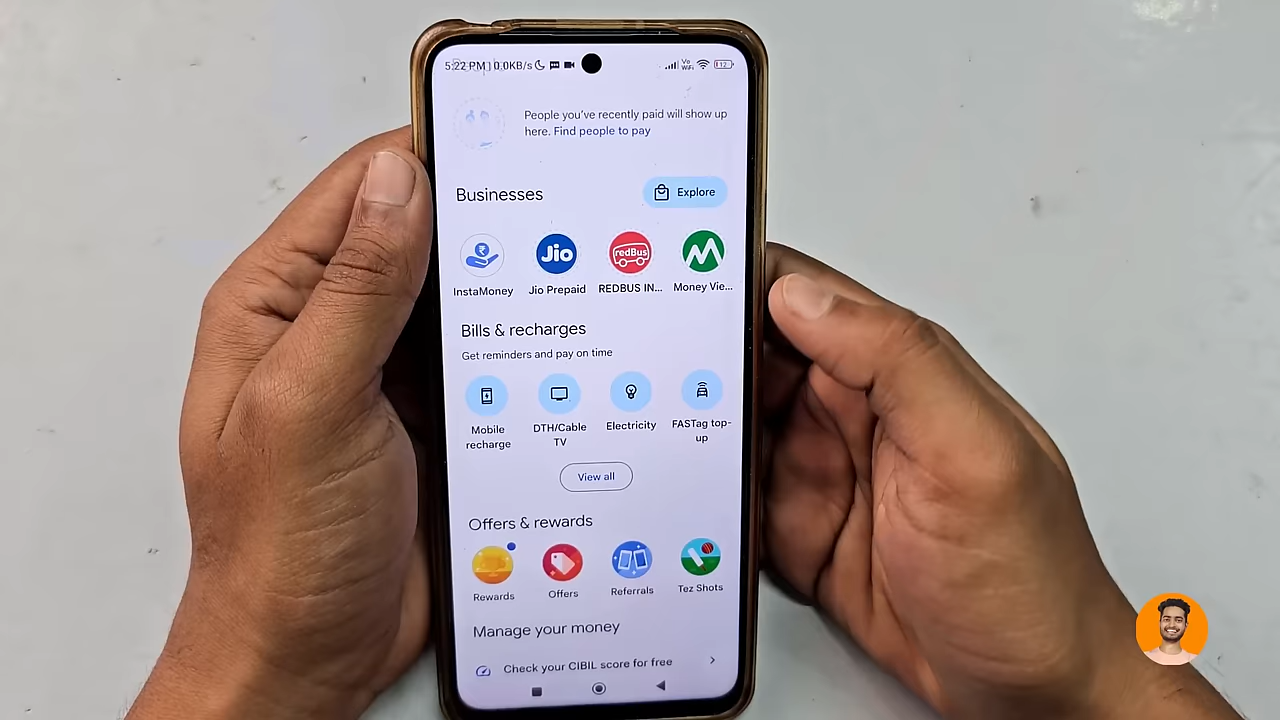 5:22 PM 0.0KB/s Vo WiFi 12
People you've recently paid will show up
here. Find people to pay
Businesses
Explore
Jio redBus
InstaMoney Jio Prepaid REDBUS IN... Money Vie...
Bills & recharges
Get reminders and pay on time
Mobile recharge
DTH/Cable TV
Electricity
FASTag top-up
View all
Offers & rewards
Rewards Offers Referrals Tez Shots
Manage your money
Check your CIBIL score for free